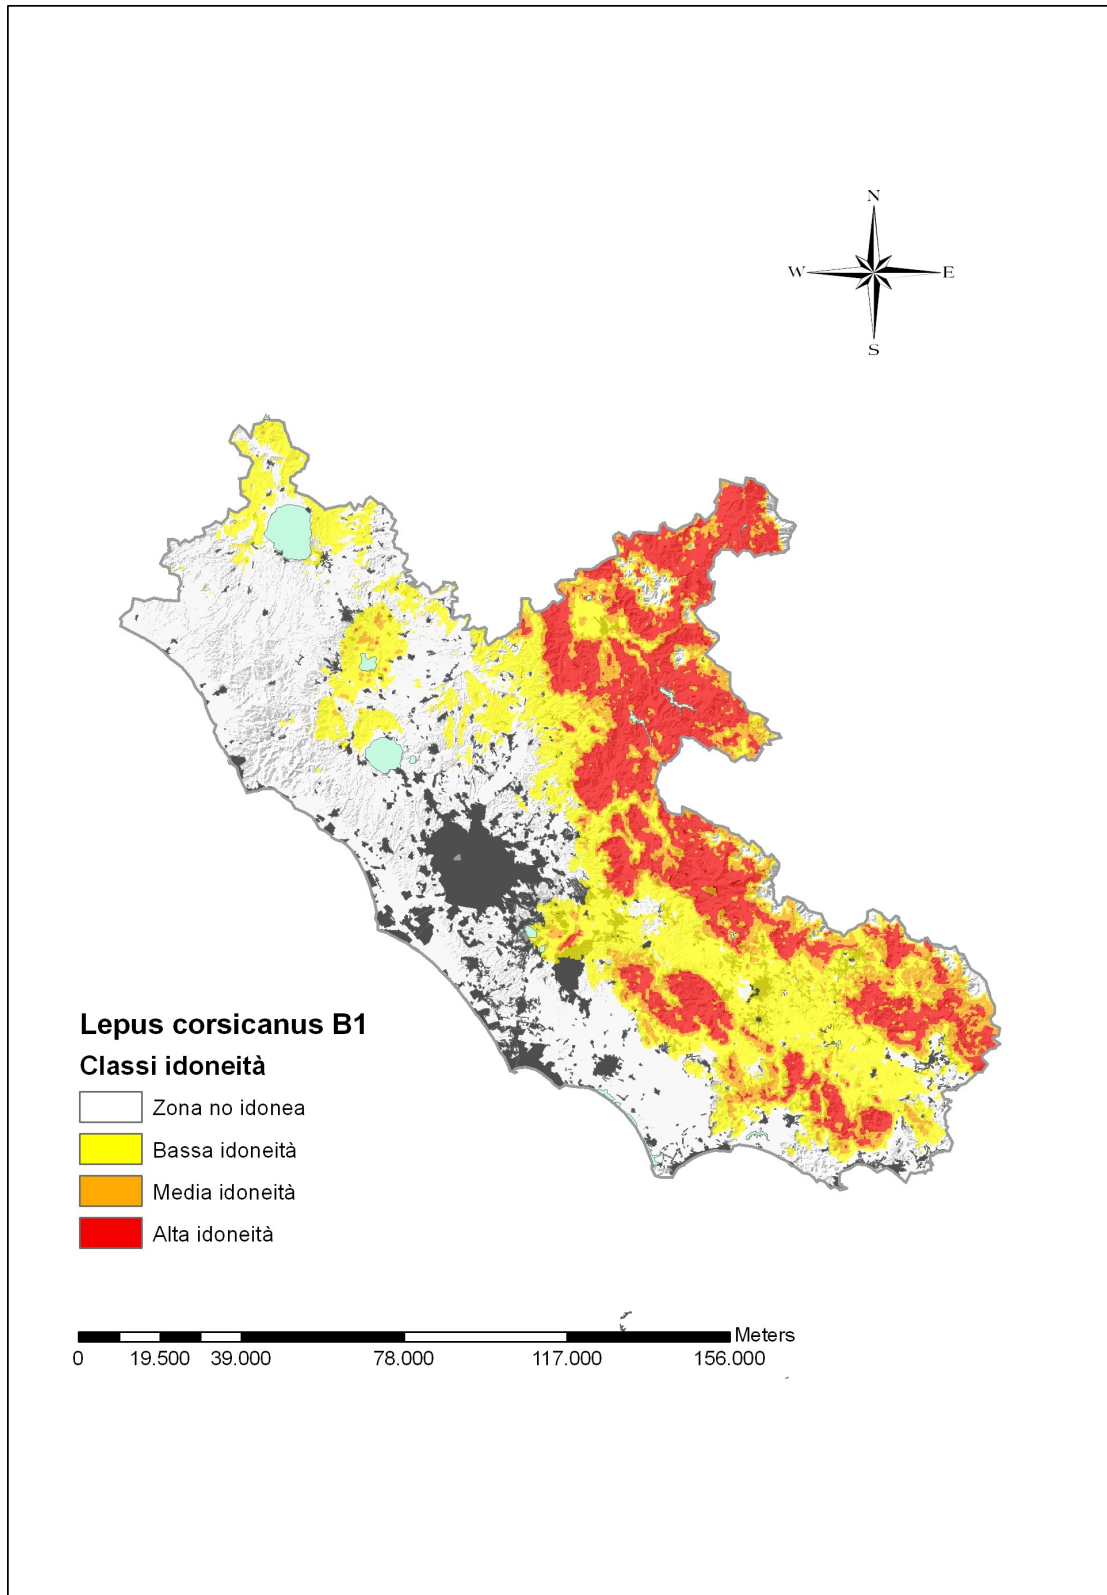 N
W E
S
Lepus corsicanus B1
Classi idoneità
Zona no idonea
Bassa idoneità
Media idoneità
Alta idoneità
Meters
0 19.500 39.000 78.000 117.000 156.000